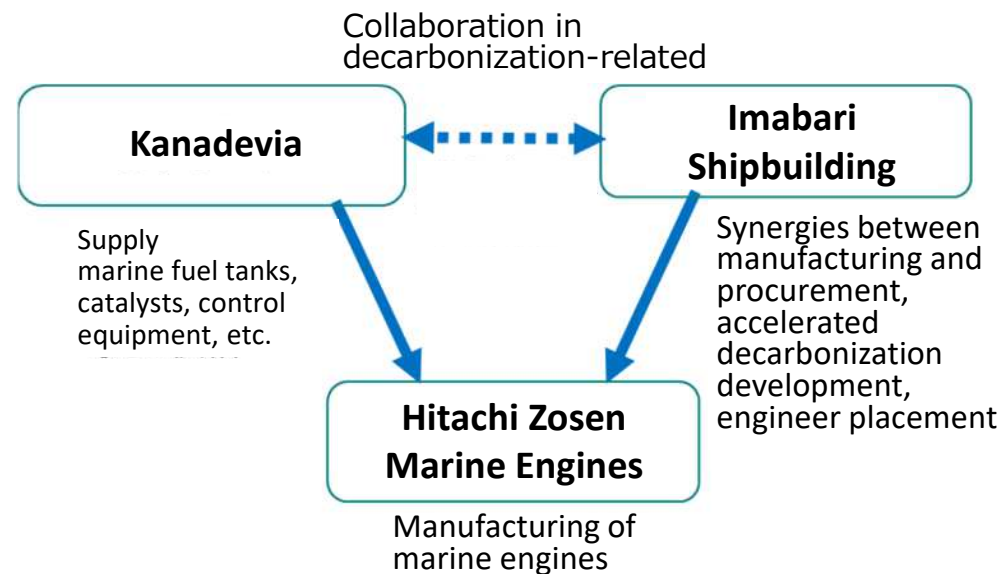 Collaboration in
decarbonization-related
Kanadevia
Imabari
Shipbuilding
Supply
marine fuel tanks,
catalysts, control
equipment, etc.
Synergies between
manufacturing and
procurement,
accelerated
decarbonization
development,
engineer placement
Hitachi Zosen
Marine Engines
Manufacturing of
marine engines